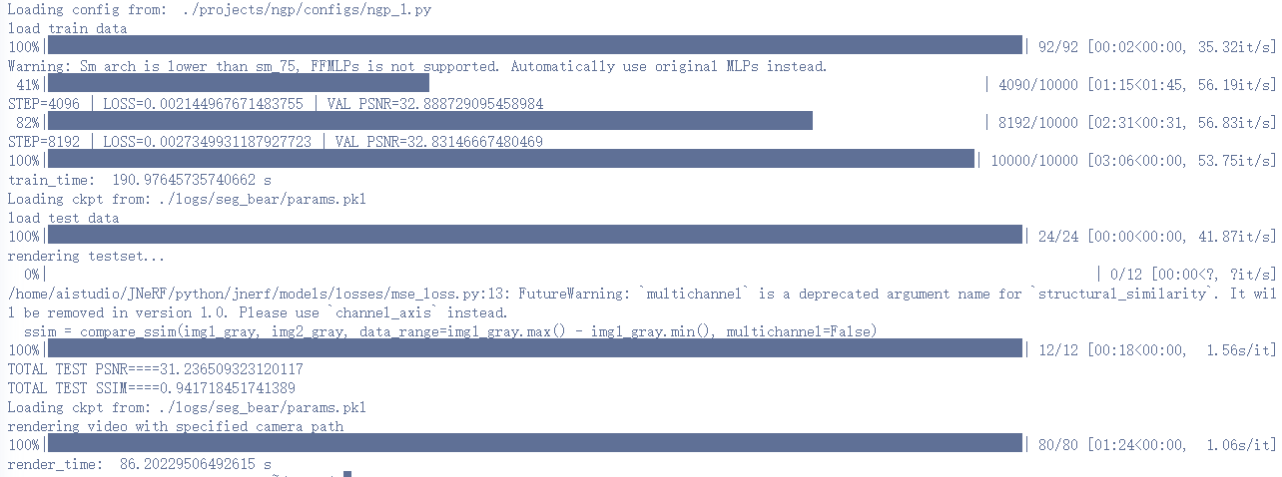 Loading config from:  ./projects/ngp/configs/ngp_1.py
load train data
100%| | 92/92 [00:02<00:00, 35.32it/s]
Warning: Sm arch is lower than sm_75, FFMLPs is not supported. Automatically use original MLPs instead.
41%| | 4090/10000 [01:15<01:45, 56.19it/s]
STEP=4096 | LOSS=0.002144967671483755 | VAL PSNR=32.888729095458984
82%| | 8192/10000 [02:31<00:31, 56.83it/s]
STEP=8192 | LOSS=0.0027349931187927723 | VAL PSNR=32.83146667480469
100%| | 10000/10000 [03:06<00:00, 53.75it/s]
train_time:  190.97645735740662 s
Loading ckpt from: ./logs/seg_bear/params.pkl
load test data
100%| | 24/24 [00:00<00:00, 41.87it/s]
rendering testset...
0%| | 0/12 [00:00<?, ?it/s]
/home/aistudio/JNeRF/python/jnerf/models/losses/mse_loss.py:13: FutureWarning: `multichannel` is a deprecated argument name for `structural_similarity`. It wil
l be removed in version 1.0. Please use `channel_axis` instead.
ssim = compare_ssim(img1_gray, img2_gray, data_range=img1_gray.max() - img1_gray.min(), multichannel=False)
100%| | 12/12 [00:18<00:00,  1.56s/it]
TOTAL TEST PSNR====31.236509323120117
TOTAL TEST SSIM====0.941718451741389
Loading ckpt from: ./logs/seg_bear/params.pkl
rendering video with specified camera path
100%| | 80/80 [01:24<00:00,  1.06s/it]
render_time:  86.20229506492615 s